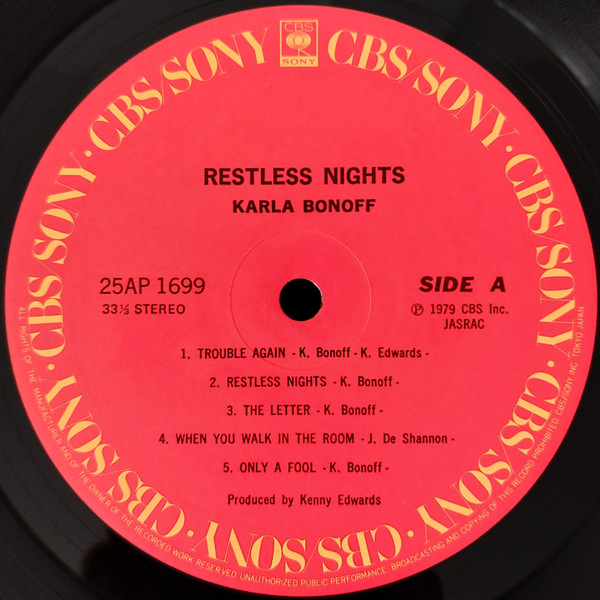 CBS
SONY
CBS/SONY · CBS/SONY · CBS/SONY · CBS/SONY · CBS/SONY · CBS/SONY · CBS/SONY · CBS/SONY
RESTLESS NIGHTS
KARLA BONOFF
25AP 1699
33⅓ STEREO
SIDE A
Ⓟ 1979 CBS Inc.
JASRAC
1. TROUBLE AGAIN - K. Bonoff - K. Edwards -
2. RESTLESS NIGHTS - K. Bonoff -
3. THE LETTER - K. Bonoff -
4. WHEN YOU WALK IN THE ROOM - J. De Shannon -
5. ONLY A FOOL - K. Bonoff -
Produced by Kenny Edwards
ALL RIGHTS OF THE MANUFACTURER AND OF THE OWNER OF THE RECORDED WORK RESERVED. UNAUTHORIZED PUBLIC PERFORMANCE, BROADCASTING AND COPYING OF THIS RECORD PROHIBITED. CBS/SONY INC. TOKYO JAPAN